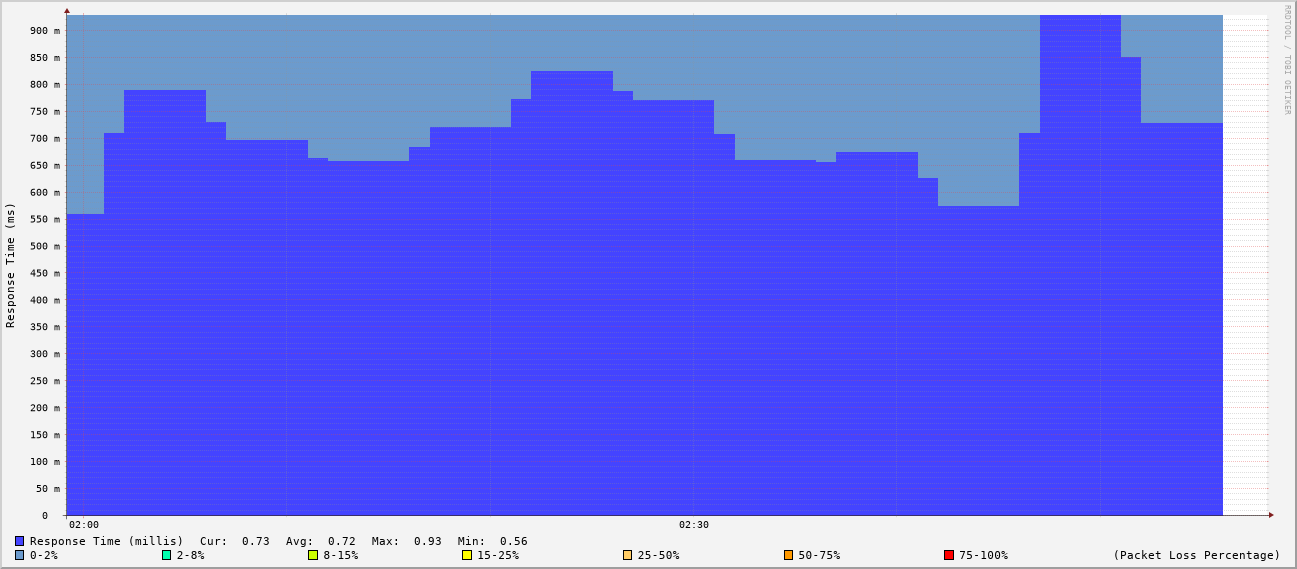 RRDTOOL / TOBI OETIKER
Response Time (ms)
900 m
850 m
800 m
750 m
700 m
650 m
600 m
550 m
500 m
450 m
400 m
350 m
300 m
250 m
200 m
150 m
100 m
50 m
0
02:00 02:30
Response Time (millis) Cur: 0.73 Avg: 0.72 Max: 0.93 Min: 0.56
0-2% 2-8% 8-15% 15-25% 25-50% 50-75% 75-100% (Packet Loss Percentage)